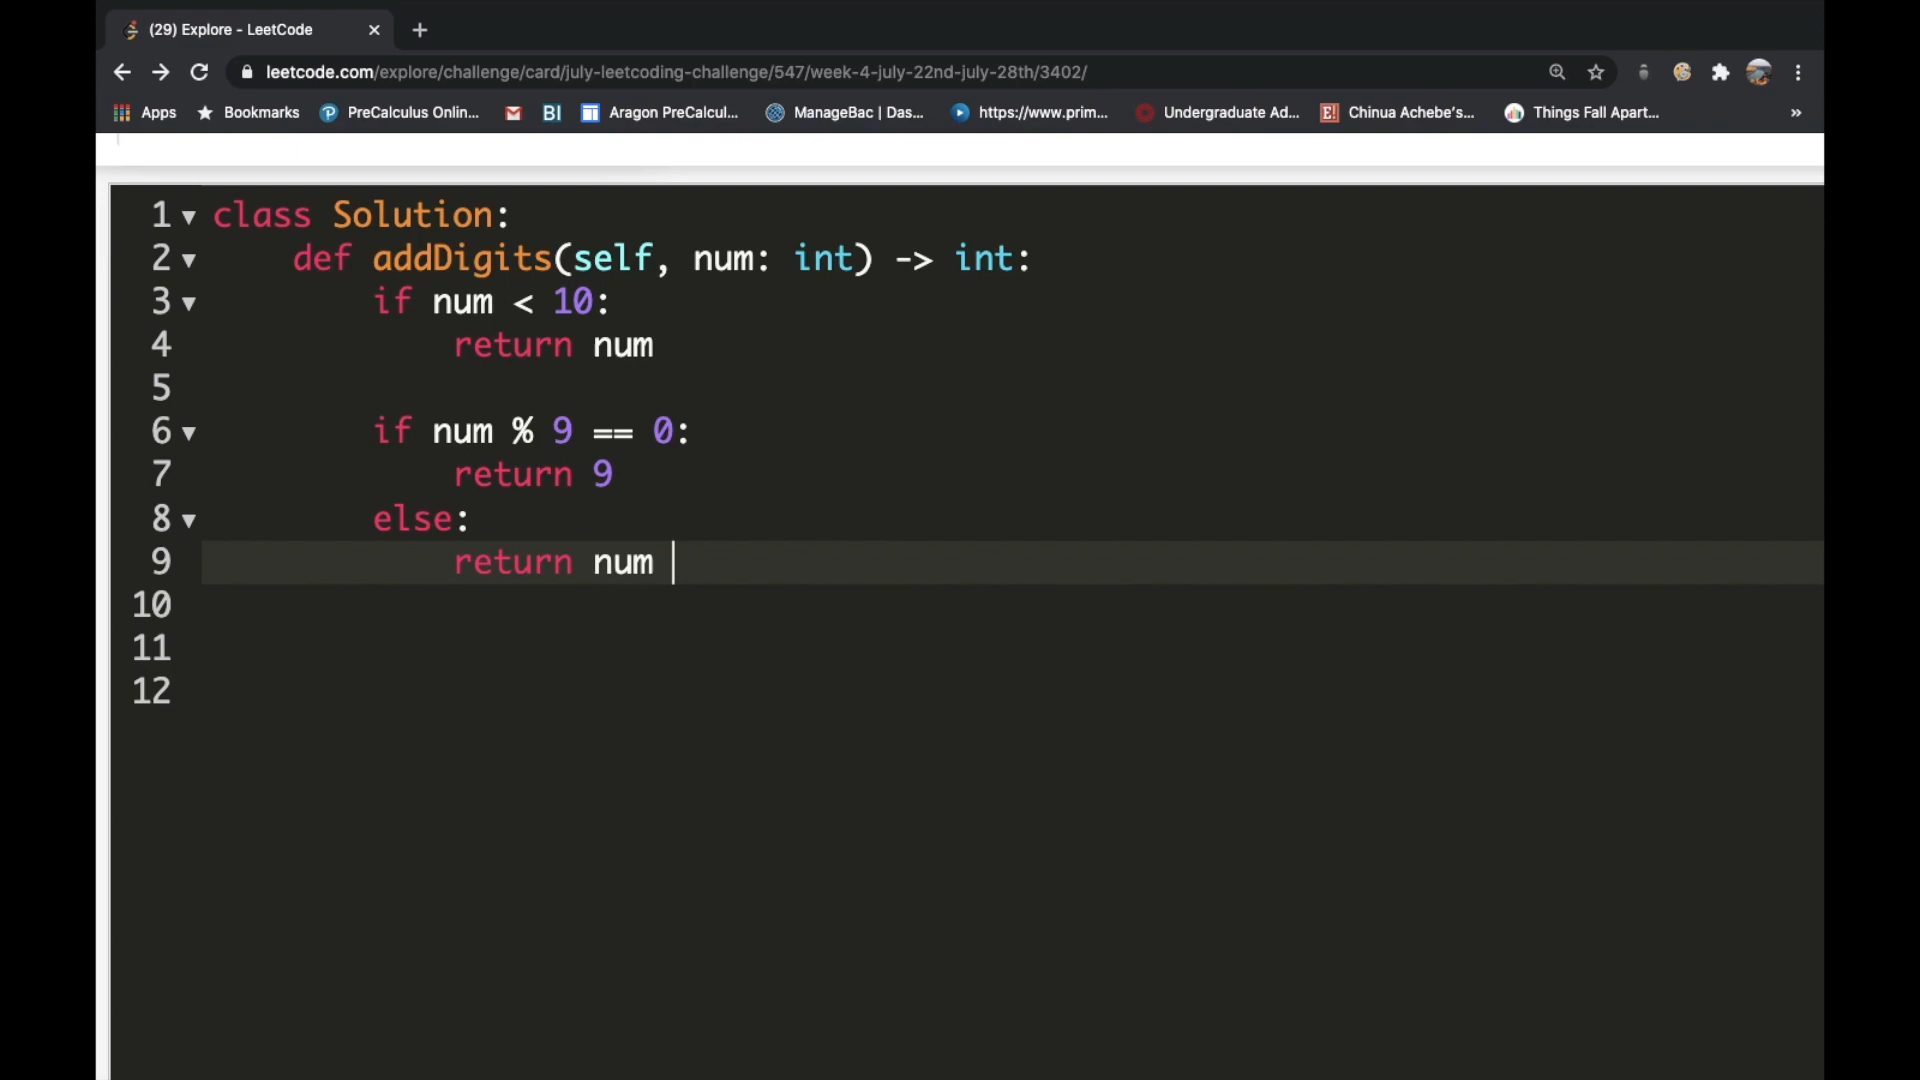 (29) Explore - LeetCode
leetcode.com/explore/challenge/card/july-leetcoding-challenge/547/week-4-july-22nd-july-28th/3402/
Apps Bookmarks PreCalculus Onlin... BI Aragon PreCalcul... ManageBac | Das... https://www.prim... Undergraduate Ad... E! Chinua Achebe's... Things Fall Apart... »
1 class Solution:
2 def addDigits(self, num: int) -> int:
3 if num < 10:
4 return num
5
6 if num % 9 == 0:
7 return 9
8 else:
9 return num
10
11
12